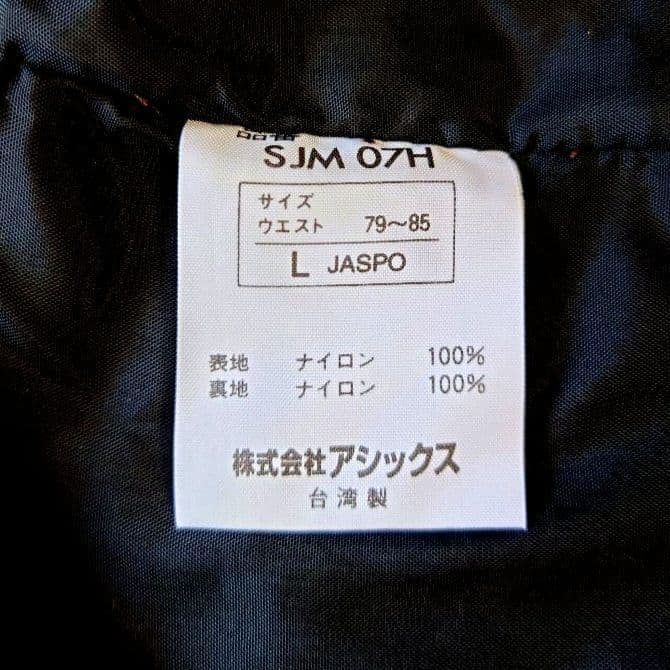 品番
SJM 07H
サイズ
ウエスト 79～85
L JASPO
表地 ナイロン 100%
裏地 ナイロン 100%
株式会社アシックス
台湾製